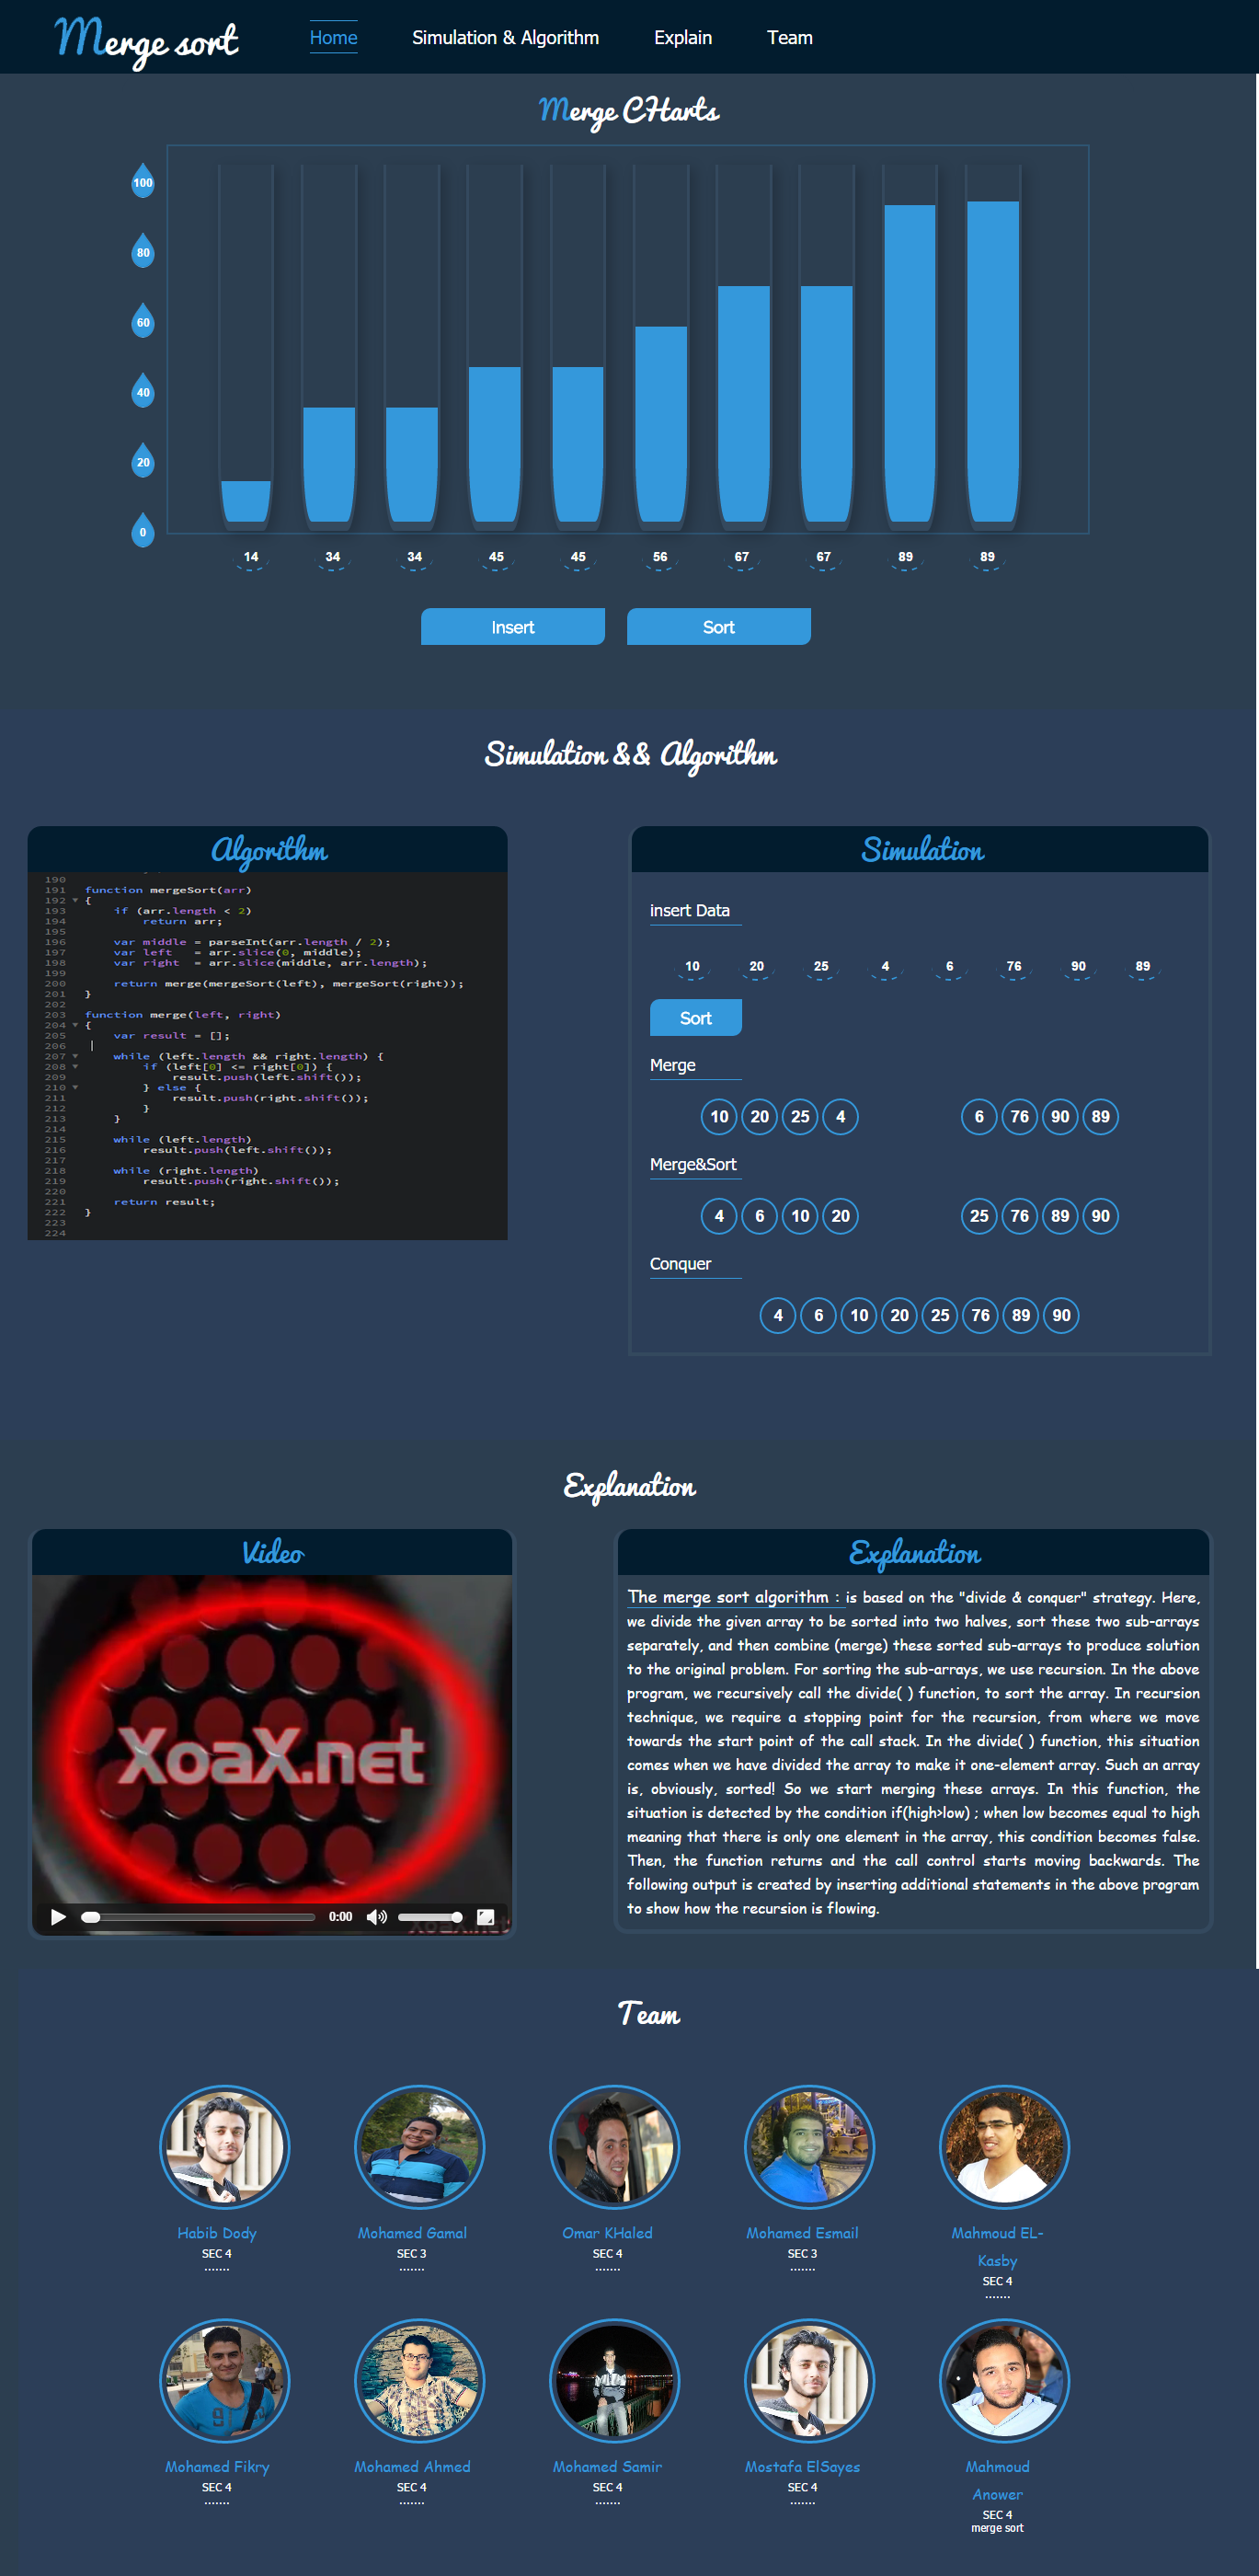 Merge sort
Home Simulation & Algorithm Explain Team
Merge CHarts
100
80
60
40
20
0
14 34 34 45 45 56 67 67 89 89
Insert Sort
Simulation && Algorithm
Algorithm
190
191 function mergeSort(arr)
192 {
193 if (arr.length < 2)
194 return arr;
195
196 var middle = parseInt(arr.length / 2);
197 var left = arr.slice(0, middle);
198 var right = arr.slice(middle, arr.length);
199
200 return merge(mergeSort(left), mergeSort(right));
201 }
202
203 function merge(left, right)
204 {
205 var result = [];
206
207 while (left.length && right.length) {
208 if (left[0] <= right[0]) {
209 result.push(left.shift());
210 } else {
211 result.push(right.shift());
212 }
213 }
214
215 while (left.length)
216 result.push(left.shift());
217
218 while (right.length)
219 result.push(right.shift());
220
221 return result;
222 }
223
224
Simulation
insert Data
10 20 25 4 6 76 90 89
Sort
Merge
10 20 25 4 6 76 90 89
Merge&Sort
4 6 10 20 25 76 89 90
Conquer
4 6 10 20 25 76 89 90
Explanation
Video
XoaX.net
0:00
XoaX.net
Explanation
The merge sort algorithm : is based on the "divide & conquer" strategy. Here,
we divide the given array to be sorted into two halves, sort these two sub-arrays
separately, and then combine (merge) these sorted sub-arrays to produce solution
to the original problem. For sorting the sub-arrays, we use recursion. In the above
program, we recursively call the divide( ) function, to sort the array. In recursion
technique, we require a stopping point for the recursion, from where we move
towards the start point of the call stack. In the divide( ) function, this situation
comes when we have divided the array to make it one-element array. Such an array
is, obviously, sorted! So we start merging these arrays. In this function, the
situation is detected by the condition if(high>low) ; when low becomes equal to high
meaning that there is only one element in the array, this condition becomes false.
Then, the function returns and the call control starts moving backwards. The
following output is created by inserting additional statements in the above program
to show how the recursion is flowing.
Team
Habib Dody
SEC 4
.......
Mohamed Gamal
SEC 3
.......
Omar KHaled
SEC 4
.......
Mohamed Esmail
SEC 3
.......
Mahmoud EL-
Kasby
SEC 4
.......
Mohamed Fikry
SEC 4
.......
Mohamed Ahmed
SEC 4
.......
Mohamed Samir
SEC 4
.......
Mostafa ElSayes
SEC 4
.......
Mahmoud
Anower
SEC 4
merge sort